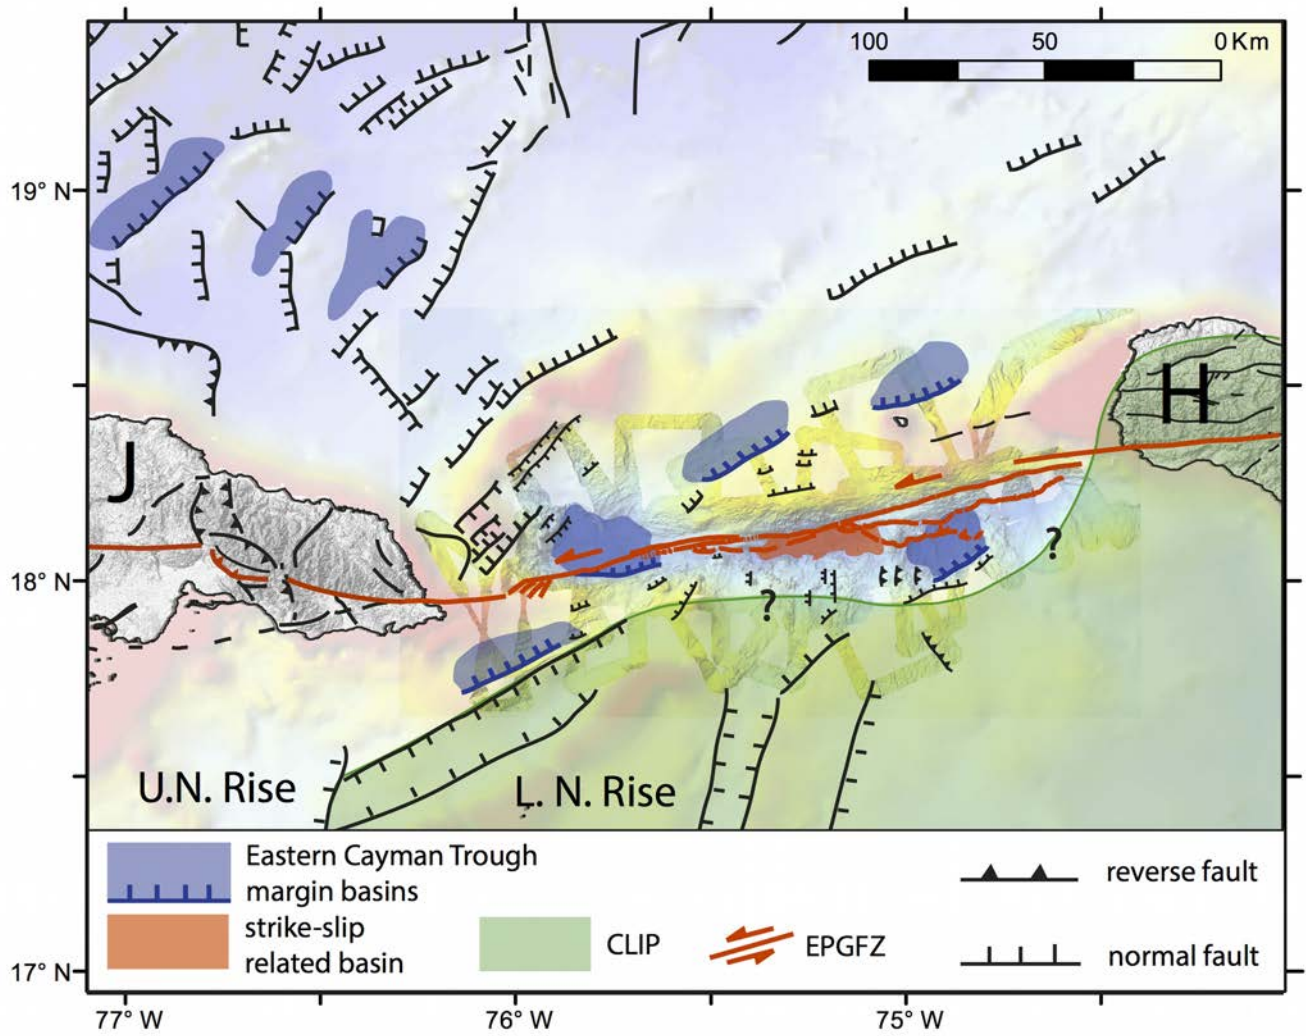 100 50 0 Km
19° N
H
J
18° N
?
?
U.N. Rise
L. N. Rise
Eastern Cayman Trough
margin basins
strike-slip
related basin
CLIP
EPGFZ
reverse fault
normal fault
17° N
77° W 76° W 75° W